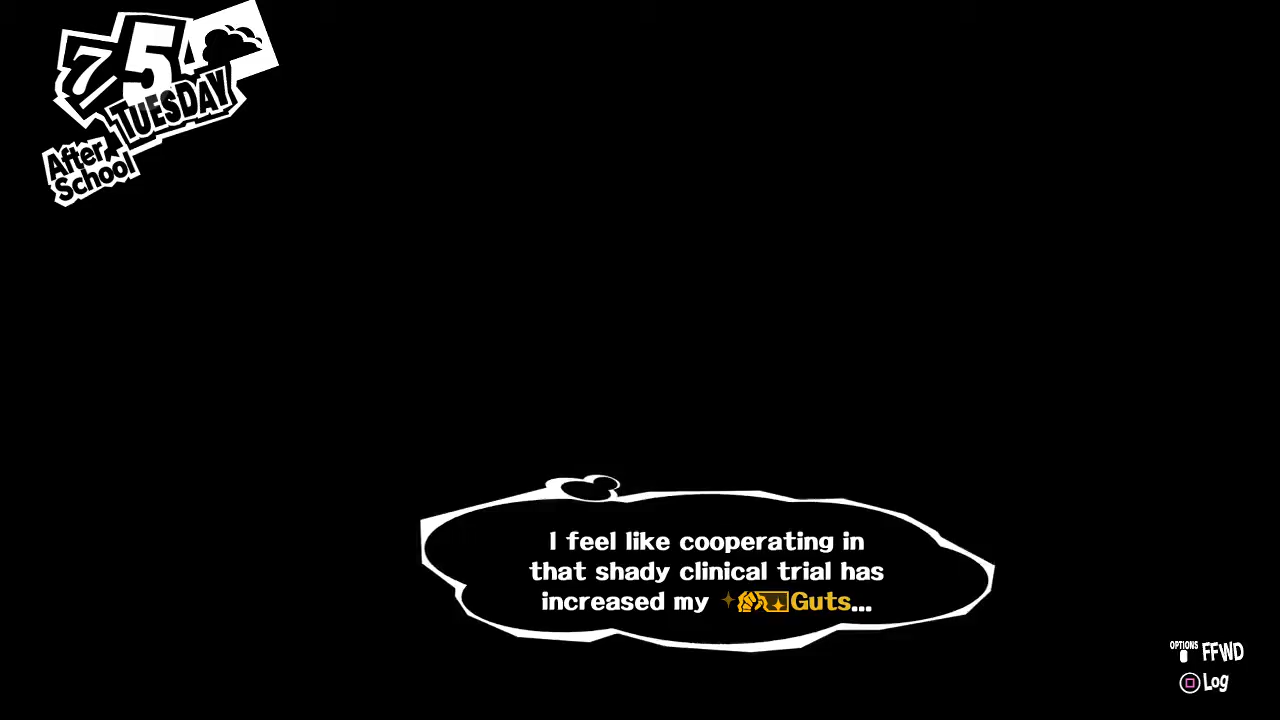 7 5
TUESDAY
After
School
I feel like cooperating in
that shady clinical trial has
increased my Guts...
OPTIONS FFWD
Log